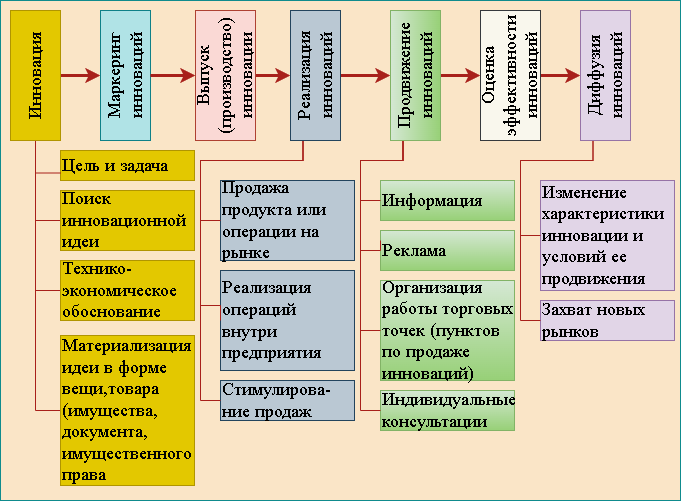 Инновация
Маркеринг
инноваций
Выпуск
(производство)
инноваций
Реализация
инноваций
Продвижение
инноваций
Оценка
эффективности
инноваций
Диффузия
инноваций
Цель и задача
Поиск
инновационной
идеи
Технико-
экономическое
обоснование
Материализация
идеи в форме
вещи,товара
(имущества,
документа,
имущественного
права
Продажа
продукта или
операции на
рынке
Реализация
операций
внутри
предприятия
Стимулирова-
ние продаж
Информация
Реклама
Организация
работы торговых
точек (пунктов
по продаже
инноваций)
Индивидуальные
консультации
Изменение
характеристики
инновации и
условий ее
продвижения
Захват новых
рынков